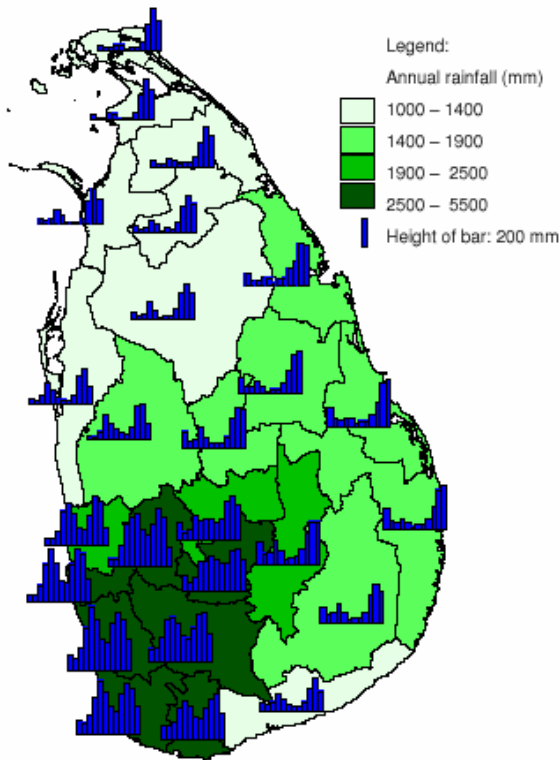 Legend:
Annual rainfall (mm)
1000 – 1400
1400 – 1900
1900 – 2500
2500 – 5500
Height of bar: 200 mm